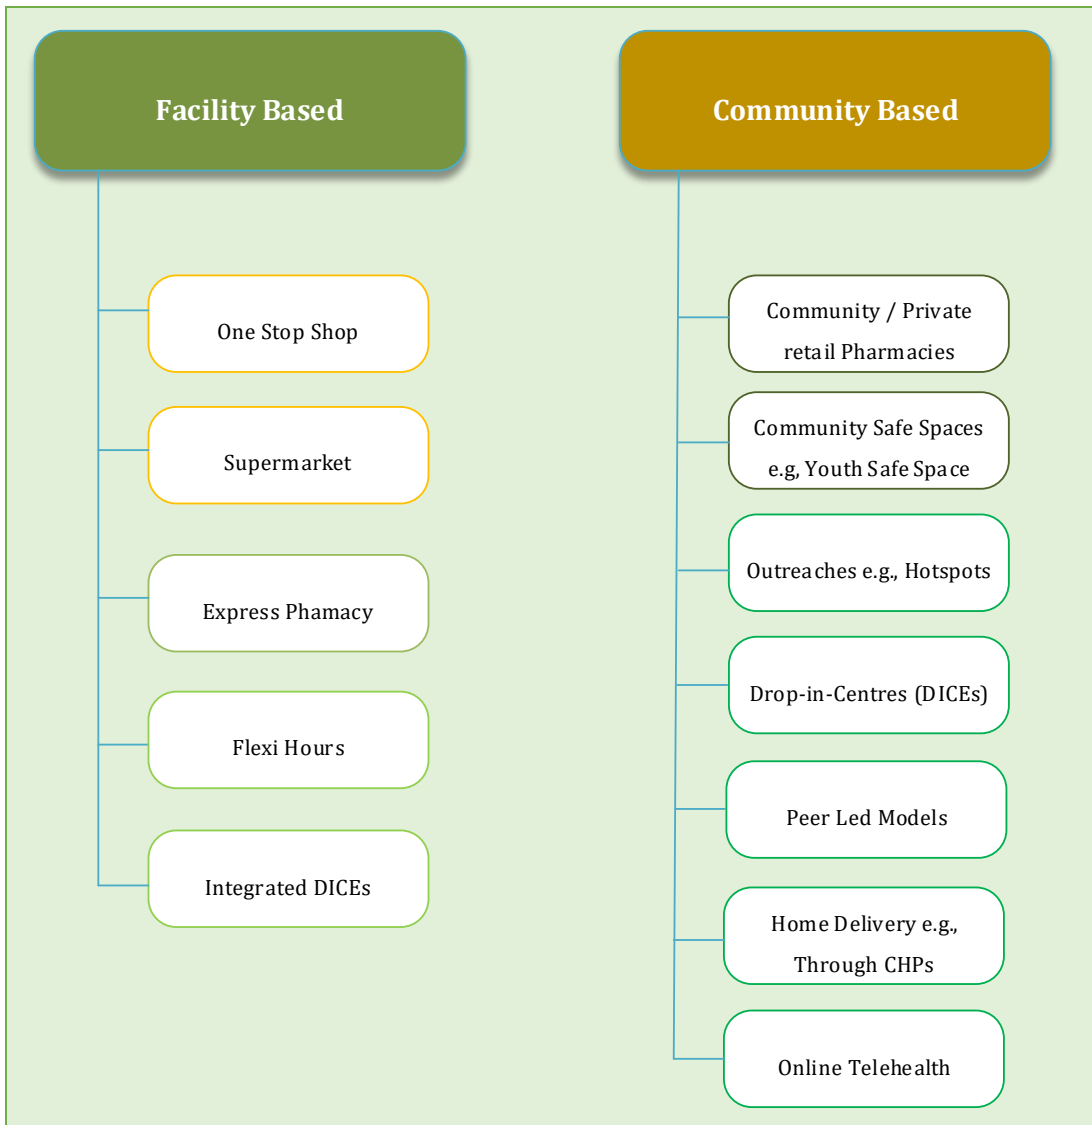 Facility Based
One Stop Shop
Supermarket
Express Phamacy
Flexi Hours
Integrated DICEs
Community Based
Community / Private
retail Pharmacies
Community Safe Spaces
e.g, Youth Safe Space
Outreaches e.g., Hotspots
Drop-in-Centres (DICEs)
Peer Led Models
Home Delivery e.g.,
Through CHPs
Online Telehealth